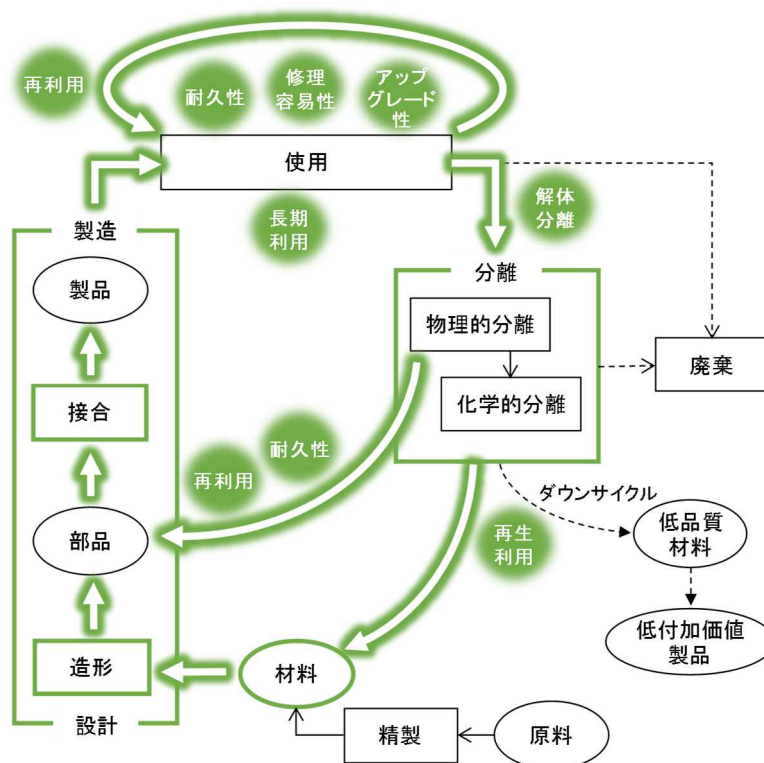 再利用
耐久性
修理
容易性
アップ
グレード
性
使用
長期
利用
解体
分離
製造
製品
接合
部品
造形
設計
分離
物理的分離
化学的分離
廃棄
再利用
耐久性
再生
利用
ダウンサイクル
低品質
材料
低付加価値
製品
材料
精製
原料